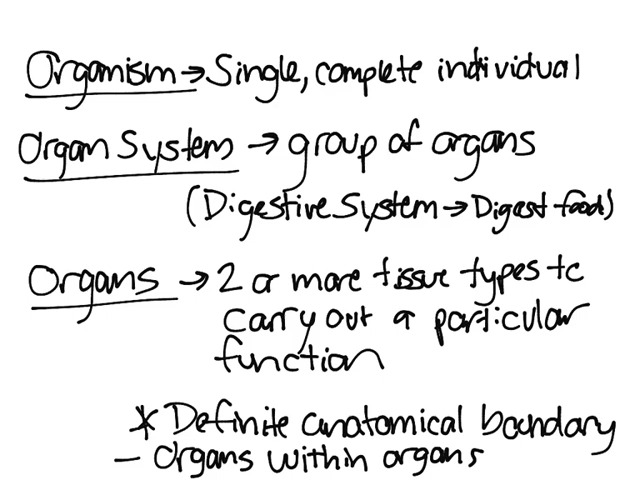 Organism → Single, complete individual
Organ System → group of organs
(Digestive System → Digest food)
Organs → 2 or more tissue types to
carry out a particular
function
* Definite anatomical boundary
- organs within organs